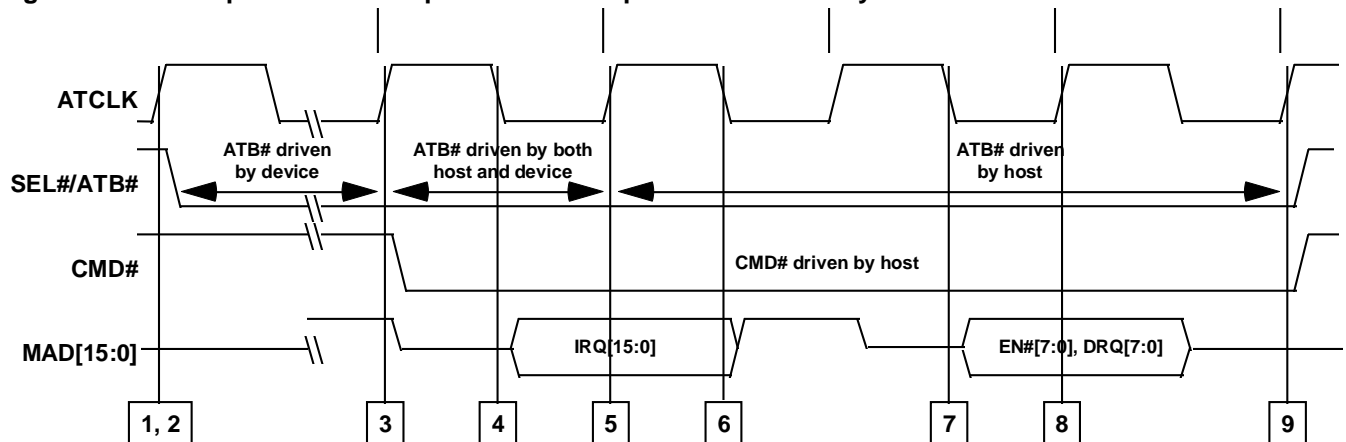 ATCLK
ATB# driven
by device
ATB# driven by both
host and device
ATB# driven
by host
SEL#/ATB#
CMD#
CMD# driven by host
MAD[15:0]
IRQ[15:0]
EN#[7:0], DRQ[7:0]
1, 2
3
4
5
6
7
8
9